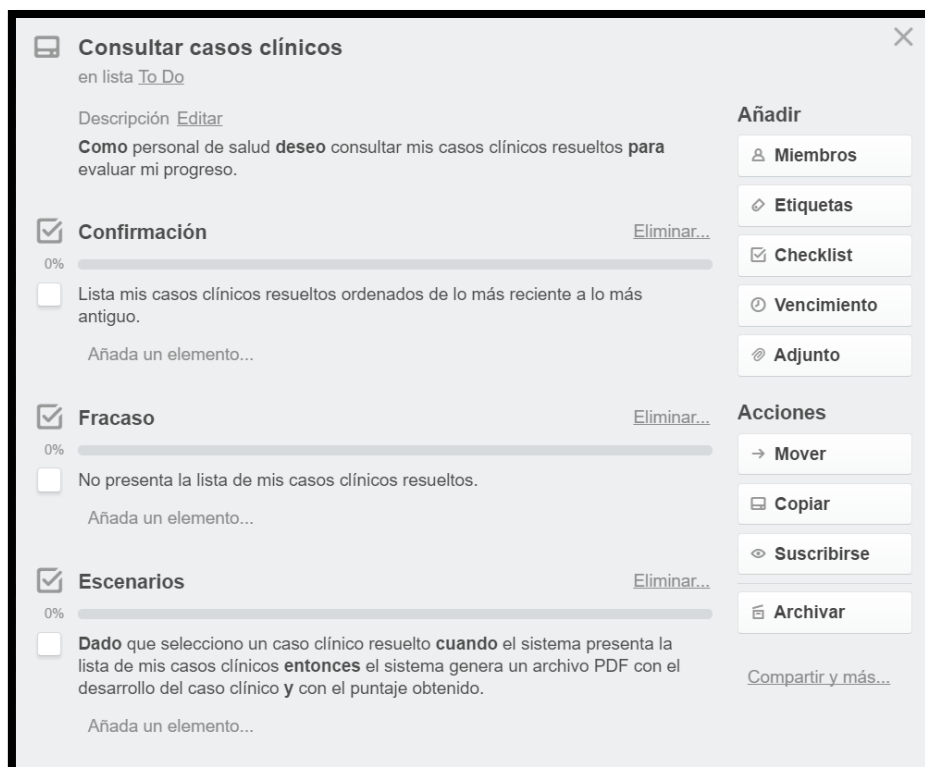 Consultar casos clínicos
en lista To Do
Descripción Editar
Como personal de salud deseo consultar mis casos clínicos resueltos para
evaluar mi progreso.
Confirmación Eliminar...
0%
Lista mis casos clínicos resueltos ordenados de lo más reciente a lo más
antiguo.
Añada un elemento...
Fracaso Eliminar...
0%
No presenta la lista de mis casos clínicos resueltos.
Añada un elemento...
Escenarios Eliminar...
0%
Dado que selecciono un caso clínico resuelto cuando el sistema presenta la
lista de mis casos clínicos entonces el sistema genera un archivo PDF con el
desarrollo del caso clínico y con el puntaje obtenido.
Añada un elemento...
Añadir
Miembros
Etiquetas
Checklist
Vencimiento
Adjunto
Acciones
Mover
Copiar
Suscribirse
Archivar
Compartir y más...